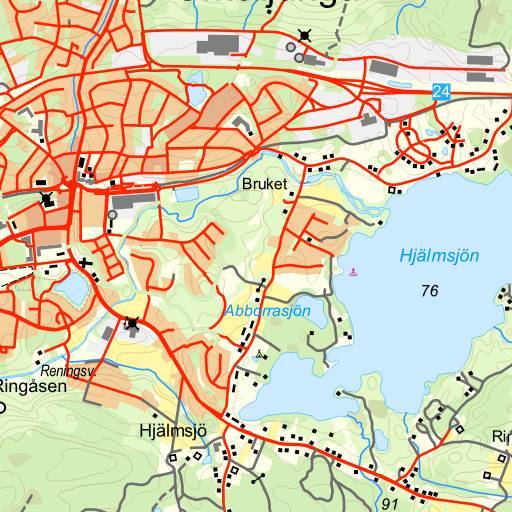 24
Bruket
Hjälmsjön
76
Abborrasjön
Reningsv.
Ringåsen
Hjälmsjö
91